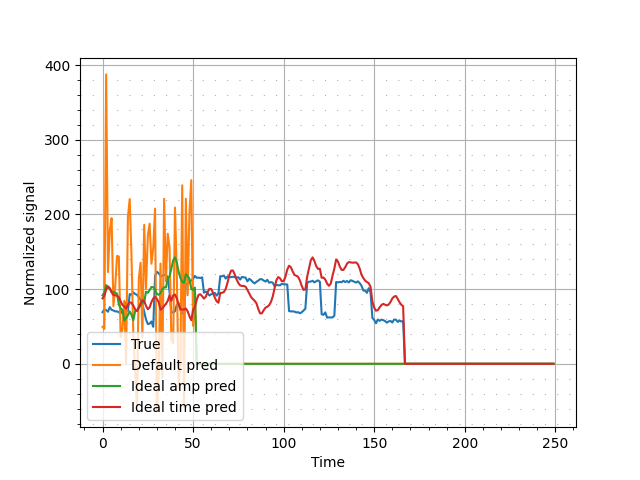 400
300
200
100
0
Normalized signal
True
Default pred
Ideal amp pred
Ideal time pred
0 50 100 150 200 250
Time